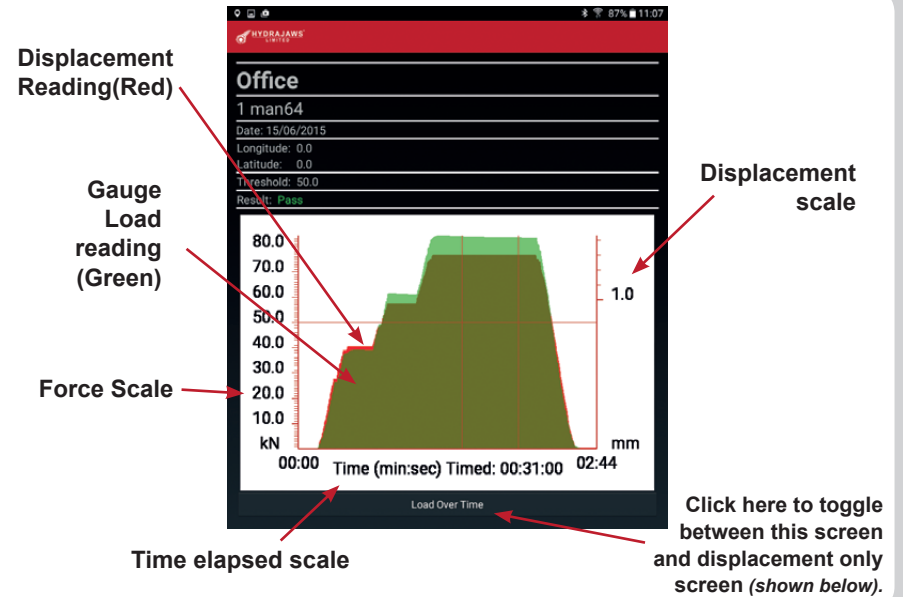 87% 11:07
HYDRAJAWS
LIMITED
Displacement
Reading(Red)
Office
1 man64
Date: 15/06/2015
Longitude: 0.0
Latitude: 0.0
Threshold: 50.0
Result: Pass
Gauge
Load
reading
(Green)
Displacement
scale
80.0
70.0
60.0
50.0
40.0
30.0
20.0
10.0
kN
1.0
mm
Force Scale
00:00
Time (min:sec) Timed: 00:31:00
02:44
Load Over Time
Time elapsed scale
Click here to toggle
between this screen
and displacement only
screen (shown below).